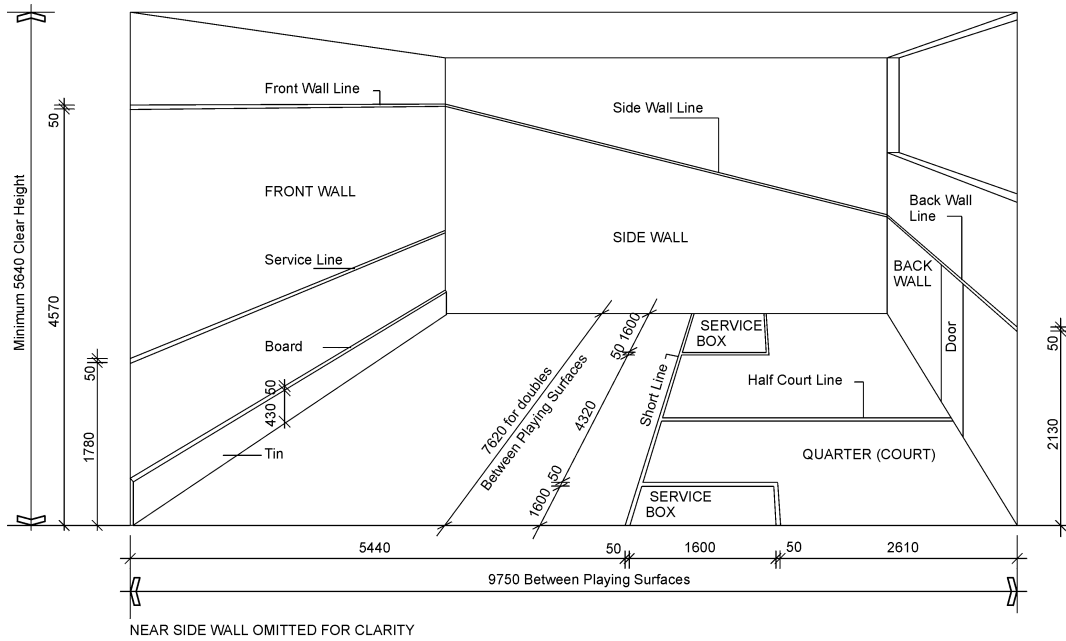 Minimum 5640 Clear Height
50
4570
50
1780
Front Wall Line
FRONT WALL
Service Line
Board
50
430
Tin
Side Wall Line
SIDE WALL
Back Wall
Line
BACK
WALL
Door
50
2130
7620 for doubles
Between Playing Surfaces
1600
50
4320
50
1600
Short Line
SERVICE
BOX
Half Court Line
QUARTER (COURT)
SERVICE
BOX
5440
50
1600
50
2610
9750 Between Playing Surfaces
NEAR SIDE WALL OMITTED FOR CLARITY